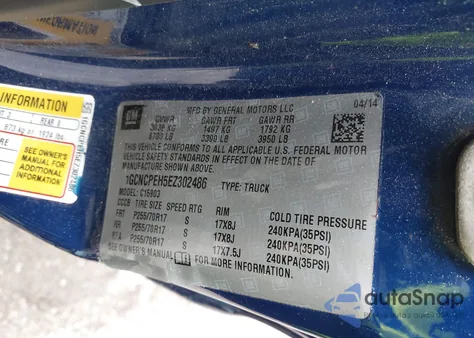 INFORMATION
REAR
SEE OWNER'S
MANUAL FOR
ADDITIONAL
INFORMATION
GM
MFD BY GENERAL MOTORS LLC
04/14
GVWR GAWR FRT GAWR RR
3039 KG 1497 KG 1792 KG
6700 LB 3300 LB 3950 LB
THIS VEHICLE CONFORMS TO ALL APPLICABLE U.S. FEDERAL MOTOR
VEHICLE SAFETY STANDARDS IN EFFECT ON THE DATE OF
MANUFACTURE SHOWN ABOVE.
1GCNCPEH5EZ302486 TYPE: TRUCK
MODEL: C15903
TIRE SIZE SPEED RTG RIM COLD TIRE PRESSURE
FRT P255/70R17 S 17X8J 240KPA(35PSI)
RR P255/70R17 S 17X8J 240KPA(35PSI)
P255/70R17 S 17X7.5J 240KPA(35PSI)
SEE OWNER'S MANUAL FOR ADDITIONAL INFORMATION.
autoSnap